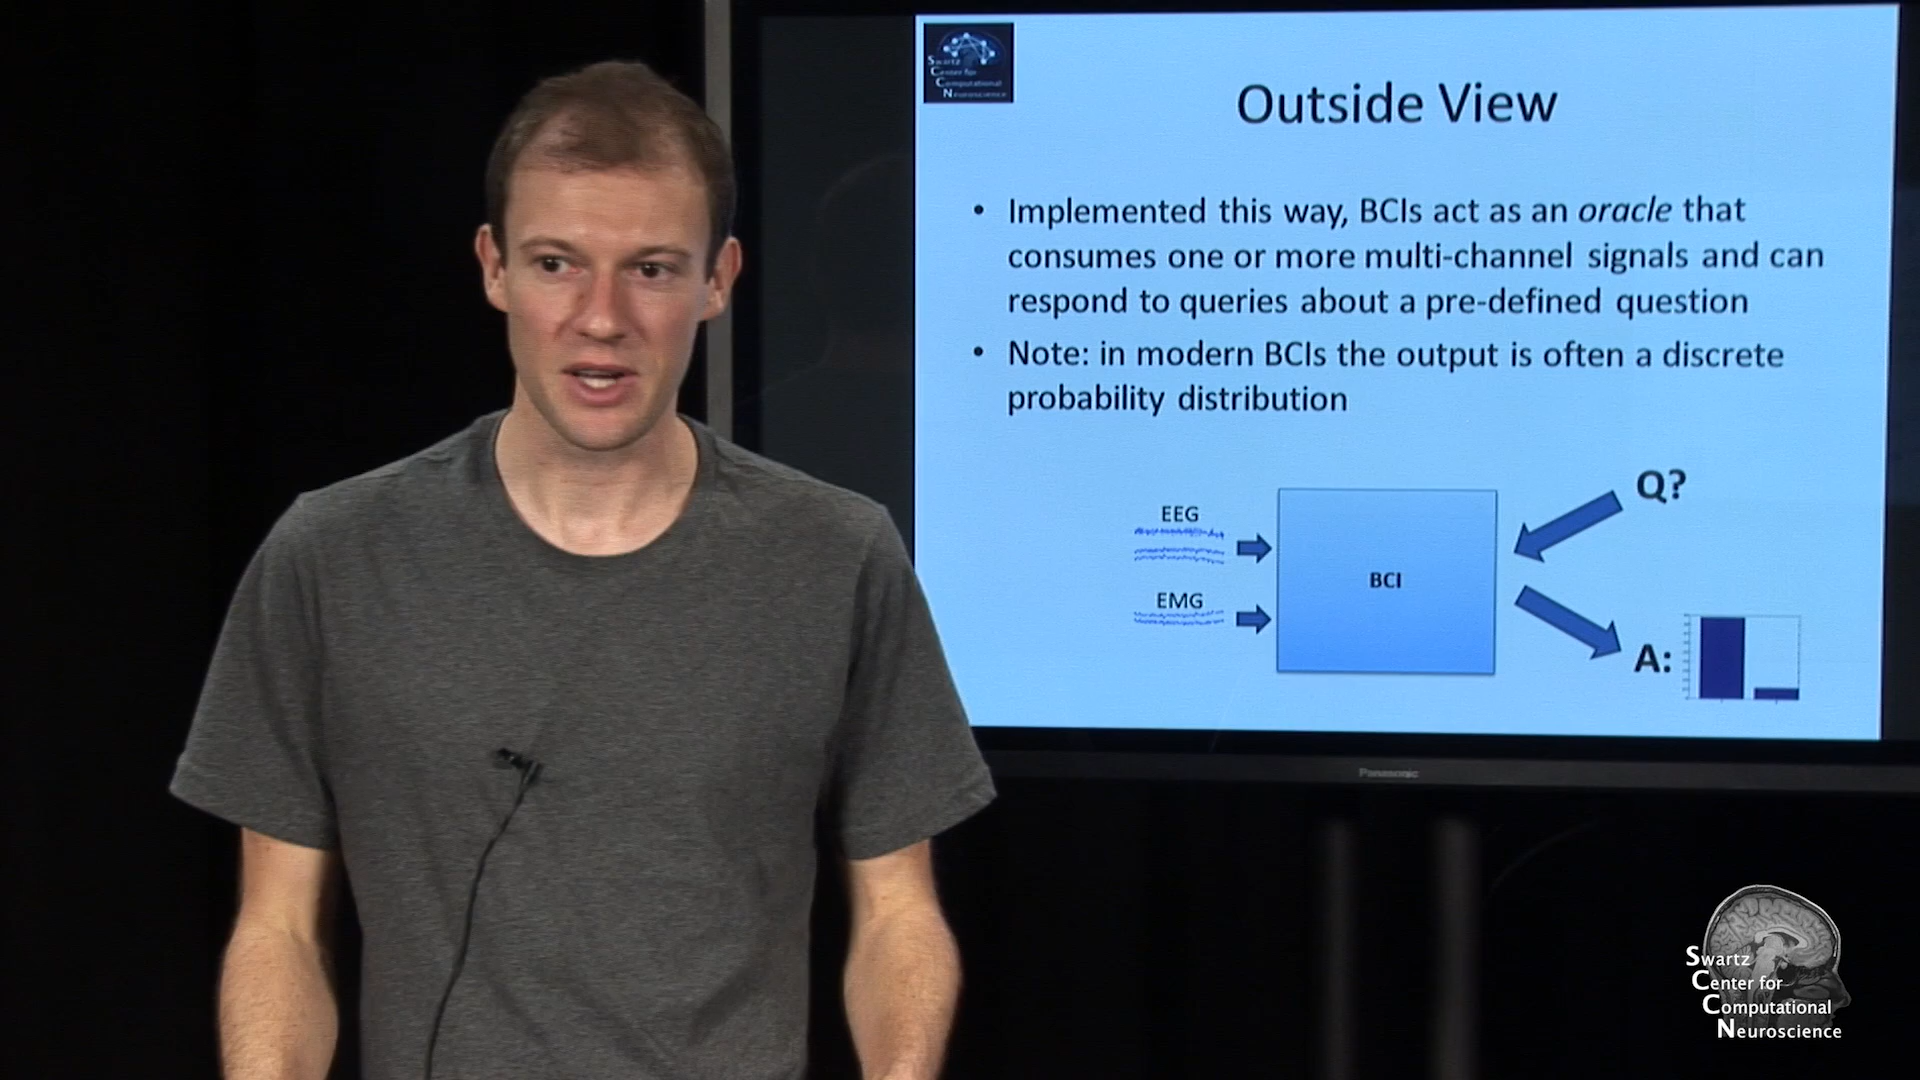 Swartz
Center for
Computational
Neuroscience
Outside View
• Implemented this way, BCIs act as an oracle that
consumes one or more multi-channel signals and can
respond to queries about a pre-defined question
• Note: in modern BCIs the output is often a discrete
probability distribution
Q?
EEG
BCI
EMG
A:
Panasonic
Swartz
Center for
Computational
Neuroscience